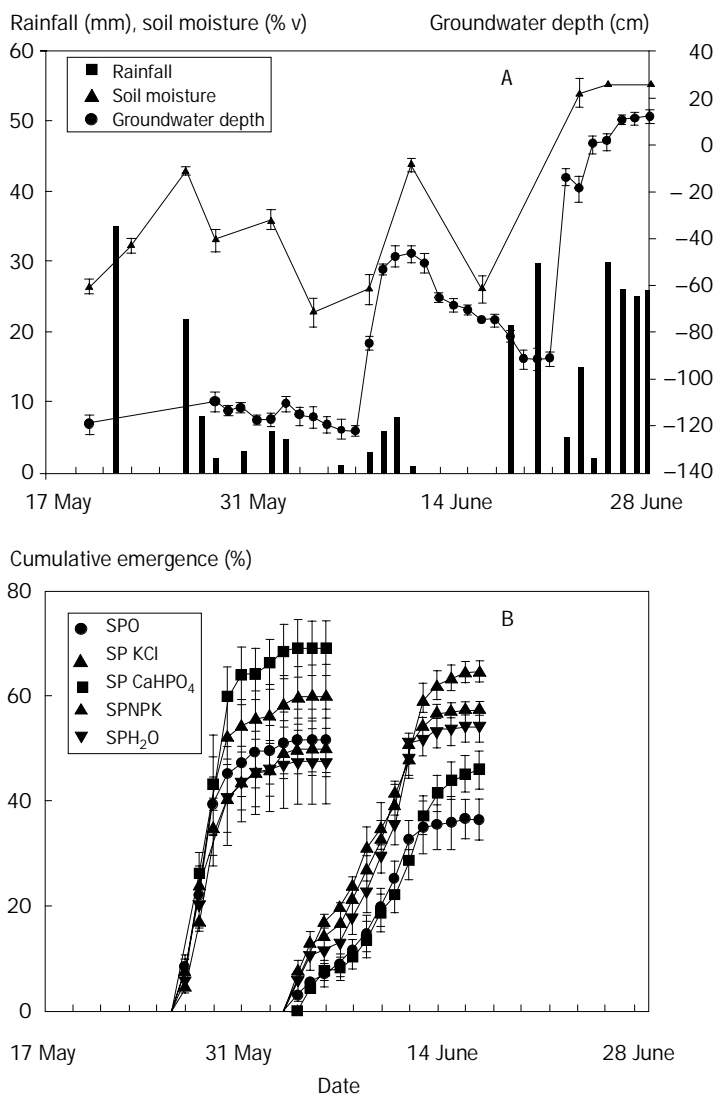 Rainfall (mm), soil moisture (% v) Groundwater depth (cm)
60 40
A
Rainfall
Soil moisture
Groundwater depth
50 20
0
40 −20
−40
30 −60
20 −80
−100
10 −120
0 −140
17 May 31 May 14 June 28 June
Cumulative emergence (%)
80
B
SPO
SP KCl
SP CaHPO4
SPNPK
SPH2O
60
40
20
0
17 May 31 May 14 June 28 June
Date